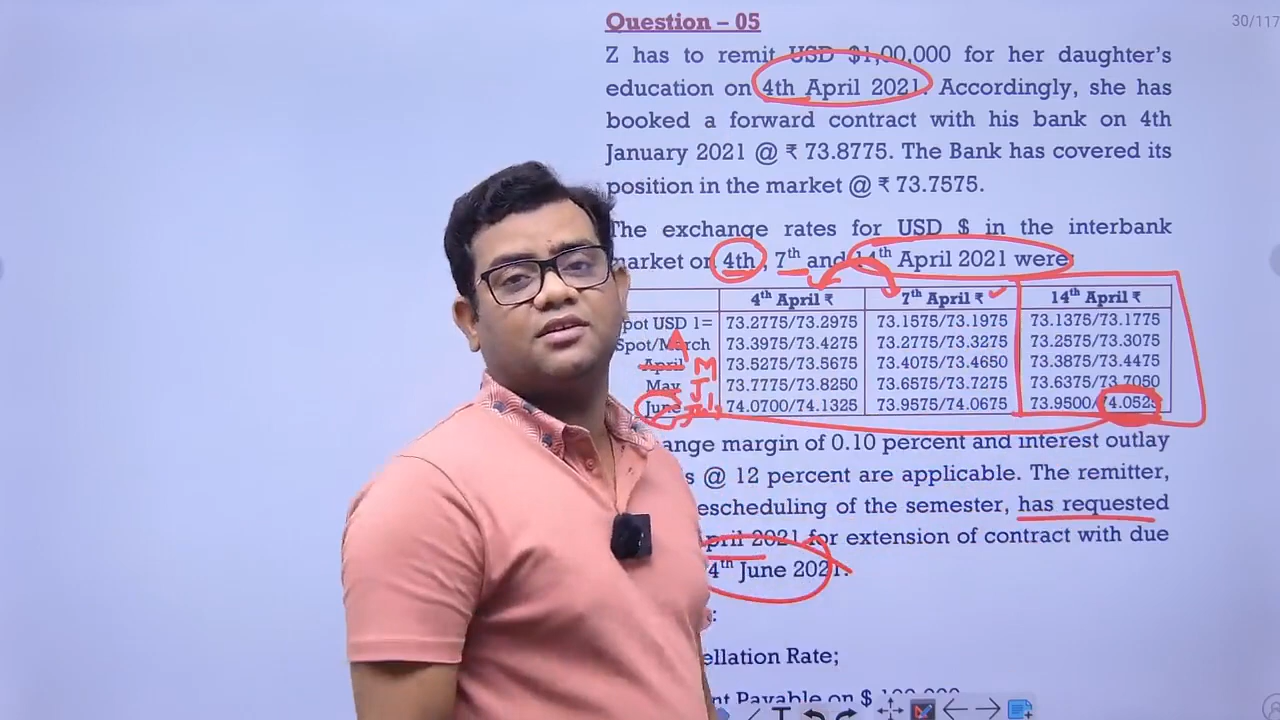 Question – 05
30/117
Z has to remit USD $1,00,000 for her daughter's
education on 4th April 2021. Accordingly, she has
booked a forward contract with his bank on 4th
January 2021 @ ₹ 73.8775. The Bank has covered its
position in the market @ ₹ 73.7575.
The exchange rates for USD $ in the interbank
market on 4th, 7th and 14th April 2021 were:
4th April ₹ 7th April ₹ 14th April ₹
pot USD 1= 73.2775/73.2975 73.1575/73.1975 73.1375/73.1775
Spot/March 73.3975/73.4275 73.2775/73.3275 73.2575/73.3075
April M 73.5275/73.5675 73.4075/73.4650 73.3875/73.4475
May J 73.7775/73.8250 73.6575/73.7275 73.6375/73.7050
June 74.0700/74.1325 73.9575/74.0675 73.9500/74.0525
ange margin of 0.10 percent and interest outlay
s @ 12 percent are applicable. The remitter,
escheduling of the semester, has requested
pril 2021 for extension of contract with due
4th June 2021.
:
ellation Rate;
nt Payable on $ 100,000